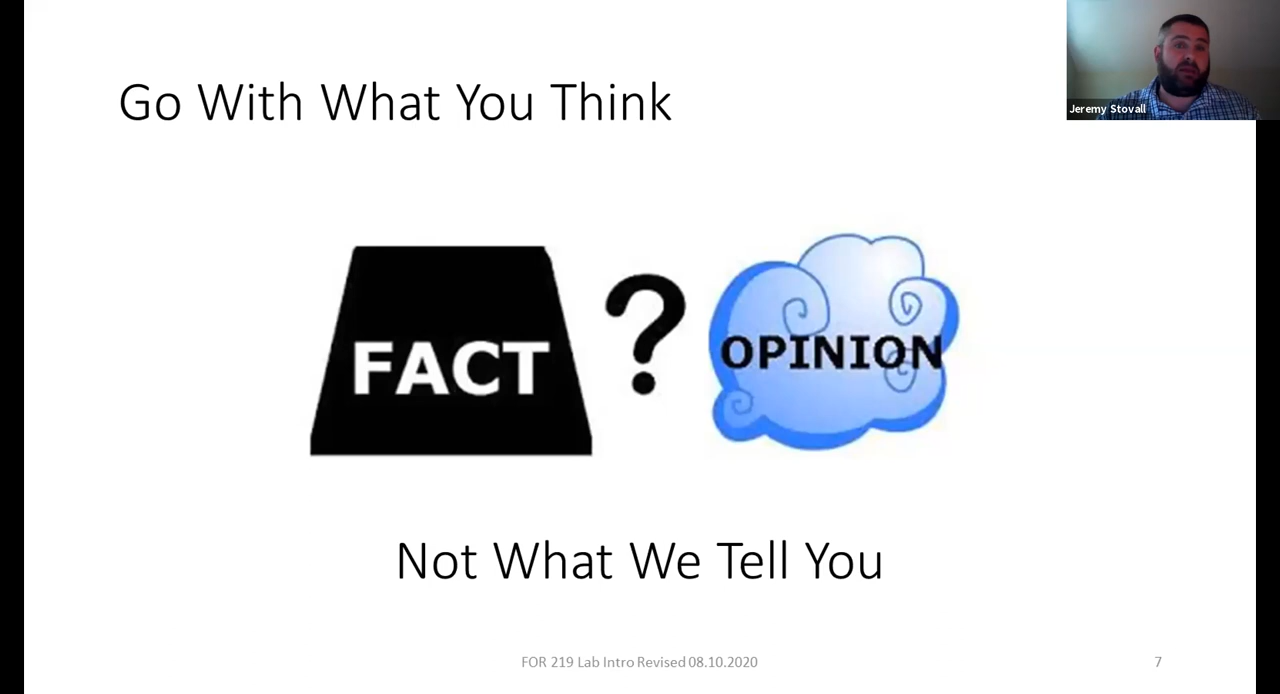 Go With What You Think
Jeremy Stovall
FACT
?
OPINION
Not What We Tell You
FOR 219 Lab Intro Revised 08.10.2020
7